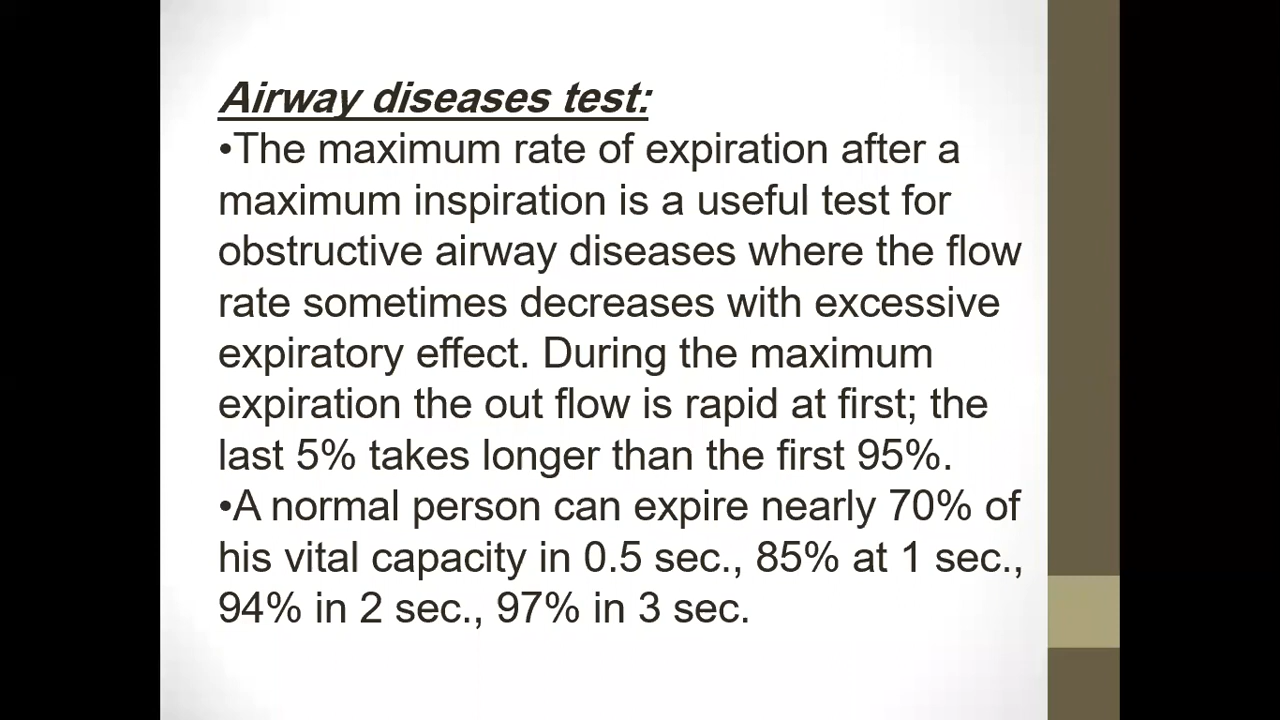 Airway diseases test:
•The maximum rate of expiration after a
maximum inspiration is a useful test for
obstructive airway diseases where the flow
rate sometimes decreases with excessive
expiratory effect. During the maximum
expiration the out flow is rapid at first; the
last 5% takes longer than the first 95%.
•A normal person can expire nearly 70% of
his vital capacity in 0.5 sec., 85% at 1 sec.,
94% in 2 sec., 97% in 3 sec.